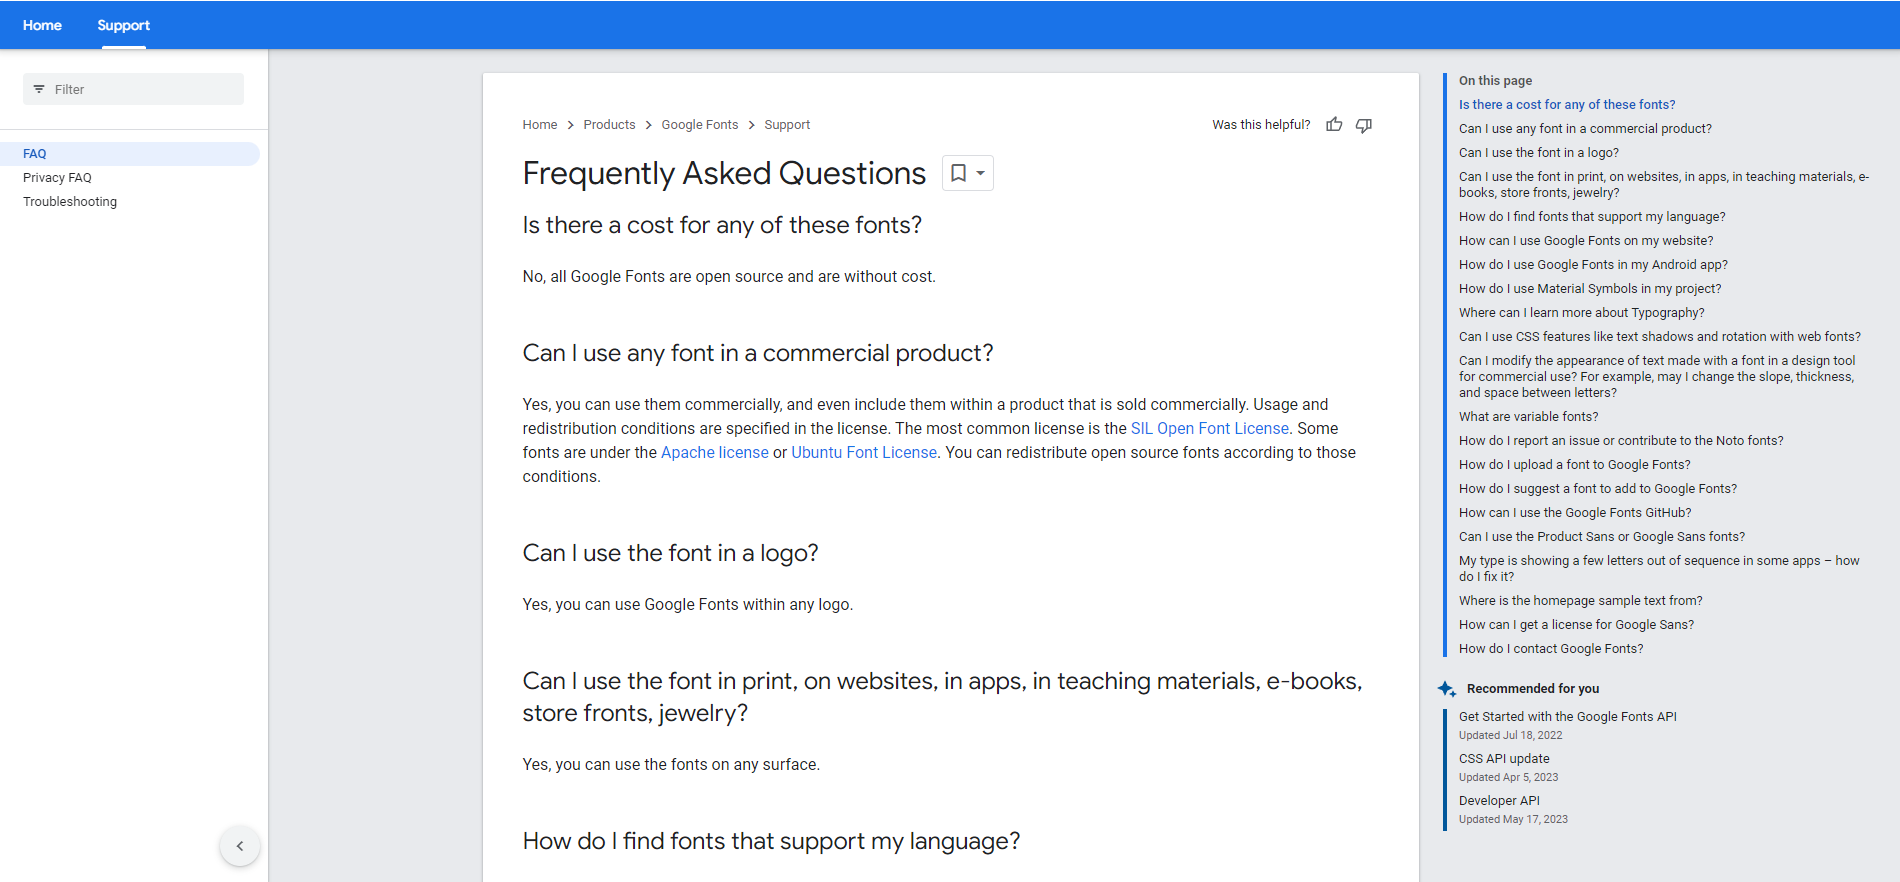 Home
Support
Filter
FAQ
Privacy FAQ
Troubleshooting
Home > Products > Google Fonts > Support
Was this helpful?
Frequently Asked Questions
Is there a cost for any of these fonts?
No, all Google Fonts are open source and are without cost.
Can I use any font in a commercial product?
Yes, you can use them commercially, and even include them within a product that is sold commercially. Usage and
redistribution conditions are specified in the license. The most common license is the SIL Open Font License. Some
fonts are under the Apache license or Ubuntu Font License. You can redistribute open source fonts according to those
conditions.
Can I use the font in a logo?
Yes, you can use Google Fonts within any logo.
Can I use the font in print, on websites, in apps, in teaching materials, e-books,
store fronts, jewelry?
Yes, you can use the fonts on any surface.
How do I find fonts that support my language?
On this page
Is there a cost for any of these fonts?
Can I use any font in a commercial product?
Can I use the font in a logo?
Can I use the font in print, on websites, in apps, in teaching materials, e-
books, store fronts, jewelry?
How do I find fonts that support my language?
How can I use Google Fonts on my website?
How do I use Google Fonts in my Android app?
How do I use Material Symbols in my project?
Where can I learn more about Typography?
Can I use CSS features like text shadows and rotation with web fonts?
Can I modify the appearance of text made with a font in a design tool
for commercial use? For example, may I change the slope, thickness,
and space between letters?
What are variable fonts?
How do I report an issue or contribute to the Noto fonts?
How do I upload a font to Google Fonts?
How do I suggest a font to add to Google Fonts?
How can I use the Google Fonts GitHub?
Can I use the Product Sans or Google Sans fonts?
My type is showing a few letters out of sequence in some apps – how
do I fix it?
Where is the homepage sample text from?
How can I get a license for Google Sans?
How do I contact Google Fonts?
Recommended for you
Get Started with the Google Fonts API
Updated Jul 18, 2022
CSS API update
Updated Apr 5, 2023
Developer API
Updated May 17, 2023